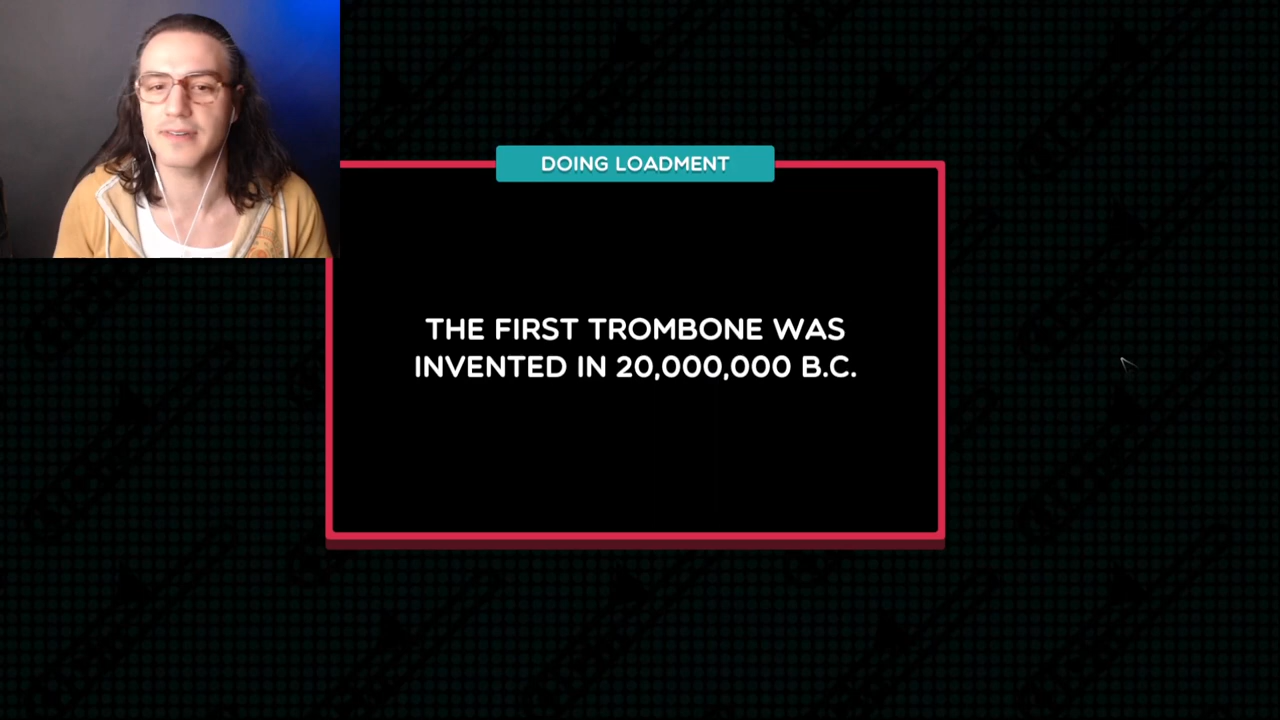 DOING LOADMENT
THE FIRST TROMBONE WAS
INVENTED IN 20,000,000 B.C.